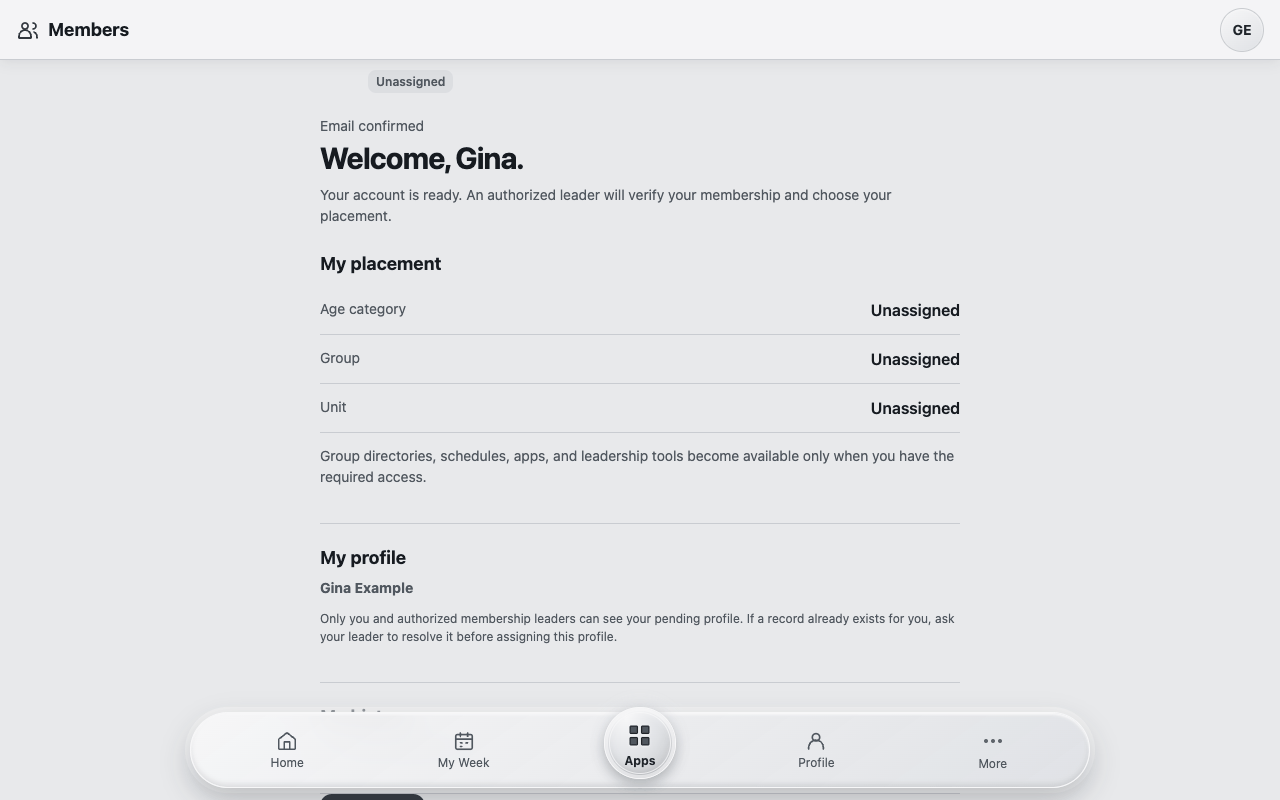 Members
GE
Unassigned
Email confirmed
Welcome, Gina.
Your account is ready. An authorized leader will verify your membership and choose your
placement.
My placement
Age category
Unassigned
Group
Unassigned
Unit
Unassigned
Group directories, schedules, apps, and leadership tools become available only when you have the
required access.
My profile
Gina Example
Only you and authorized membership leaders can see your pending profile. If a record already exists for you, ask
your leader to resolve it before assigning this profile.
Home
My Week
Apps
Profile
More